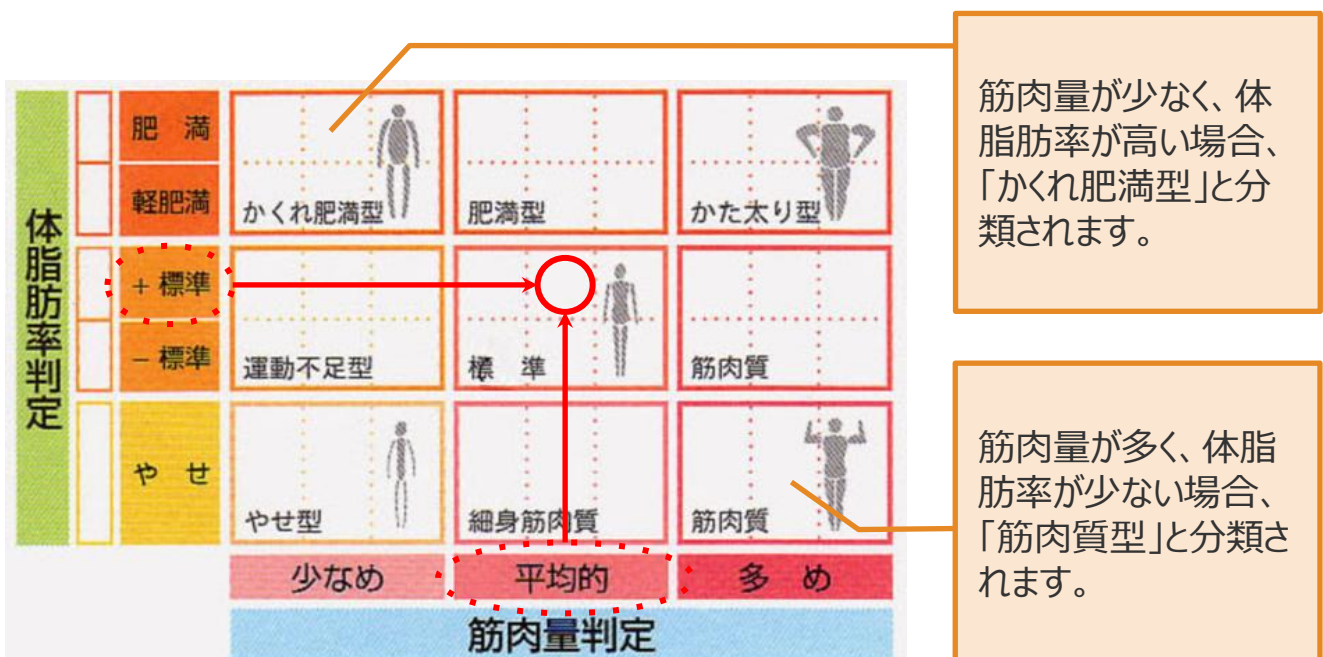 筋肉量が少なく、体
脂肪率が高い場合、
「かくれ肥満型」と分
類されます。
体脂肪率判定
肥 満
軽肥満
かくれ肥満型
肥満型
かた太り型
+ 標準
- 標準
運動不足型
標 準
筋肉質
やせ
やせ型
細身筋肉質
筋肉質
少なめ
平均的
多 め
筋肉量判定
筋肉量が多く、体脂
肪率が少ない場合、
「筋肉質型」と分類さ
れます。